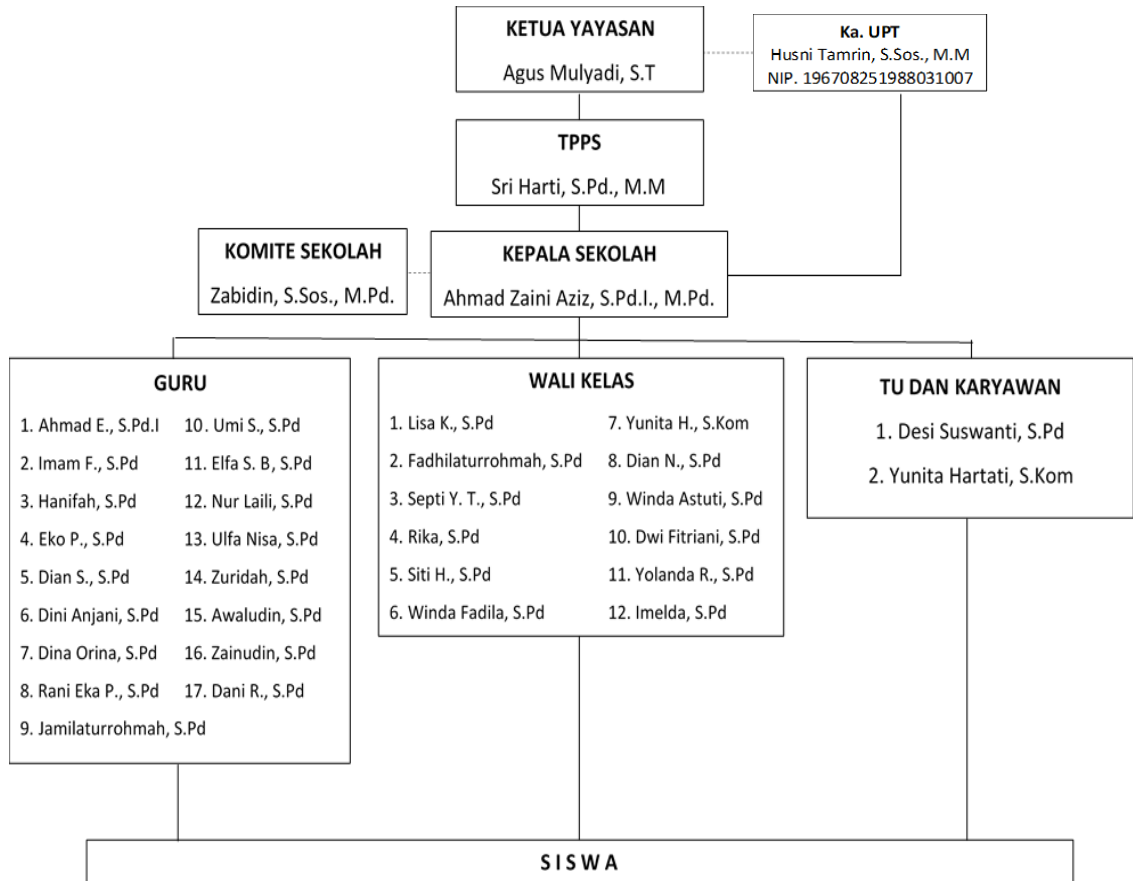 KETUA YAYASAN
Agus Mulyadi, S.T
Ka. UPT
Husni Tamrin, S.Sos., M.M
NIP. 196708251988031007
TPPS
Sri Harti, S.Pd., M.M
KOMITE SEKOLAH
Zabidin, S.Sos., M.Pd.
KEPALA SEKOLAH
Ahmad Zaini Aziz, S.Pd.I., M.Pd.
GURU
1. Ahmad E., S.Pd.I
2. Imam F., S.Pd
3. Hanifah, S.Pd
4. Eko P., S.Pd
5. Dian S., S.Pd
6. Dini Anjani, S.Pd
7. Dina Orina, S.Pd
8. Rani Eka P., S.Pd
9. Jamilaturrohmah, S.Pd
10. Umi S., S.Pd
11. Elfa S. B, S.Pd
12. Nur Laili, S.Pd
13. Ulfa Nisa, S.Pd
14. Zuridah, S.Pd
15. Awaludin, S.Pd
16. Zainudin, S.Pd
17. Dani R., S.Pd
WALI KELAS
1. Lisa K., S.Pd
2. Fadhilaturrohmah, S.Pd
3. Septi Y. T., S.Pd
4. Rika, S.Pd
5. Siti H., S.Pd
6. Winda Fadila, S.Pd
7. Yunita H., S.Kom
8. Dian N., S.Pd
9. Winda Astuti, S.Pd
10. Dwi Fitriani, S.Pd
11. Yolanda R., S.Pd
12. Imelda, S.Pd
TU DAN KARYAWAN
1. Desi Suswanti, S.Pd
2. Yunita Hartati, S.Kom
S I S W A